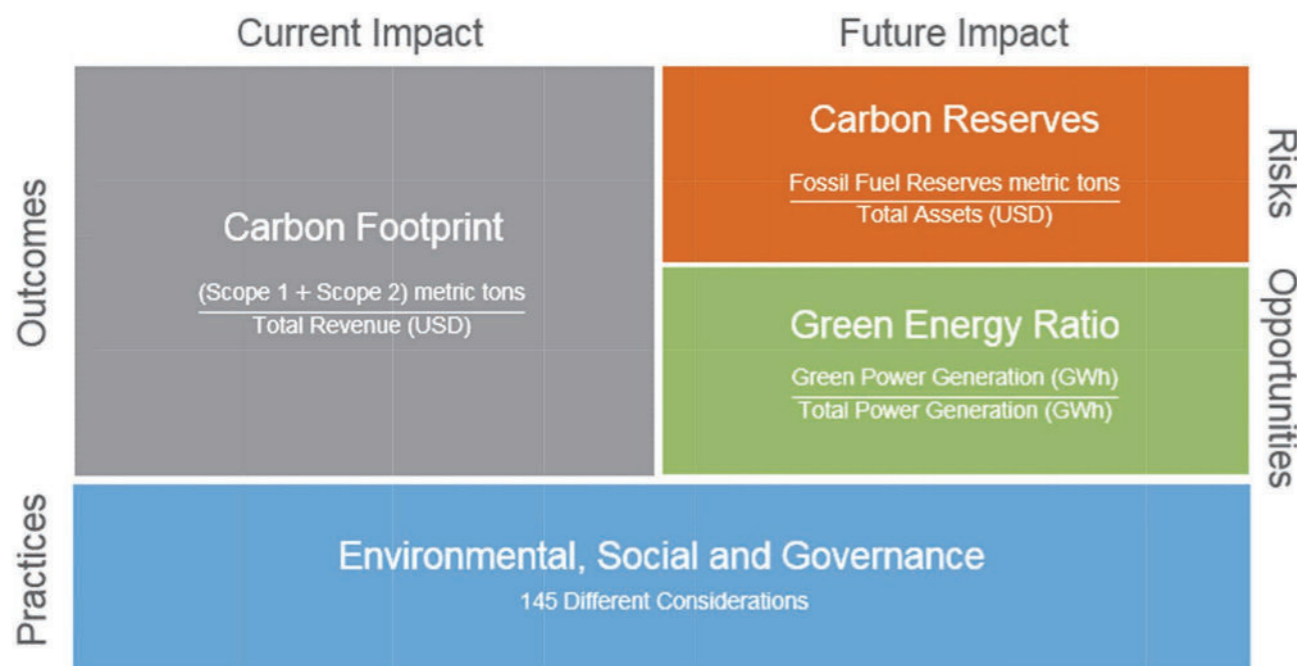 Current Impact
Future Impact
Outcomes
Carbon Footprint
(Scope 1 + Scope 2) metric tons
Total Revenue (USD)
Carbon Reserves
Fossil Fuel Reserves metric tons
Total Assets (USD)
Risks
Green Energy Ratio
Green Power Generation (GWh)
Total Power Generation (GWh)
Opportunities
Practices
Environmental, Social and Governance
145 Different Considerations